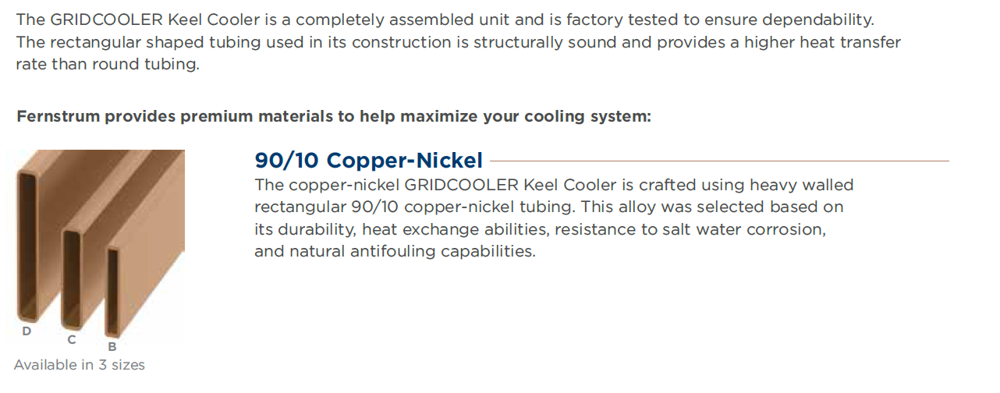 The GRIDCOOLER Keel Cooler is a completely assembled unit and is factory tested to ensure dependability.
The rectangular shaped tubing used in its construction is structurally sound and provides a higher heat transfer
rate than round tubing.
Fernstrum provides premium materials to help maximize your cooling system:
90/10 Copper-Nickel
The copper-nickel GRIDCOOLER Keel Cooler is crafted using heavy walled
rectangular 90/10 copper-nickel tubing. This alloy was selected based on
its durability, heat exchange abilities, resistance to salt water corrosion,
and natural antifouling capabilities.
D
C
B
Available in 3 sizes